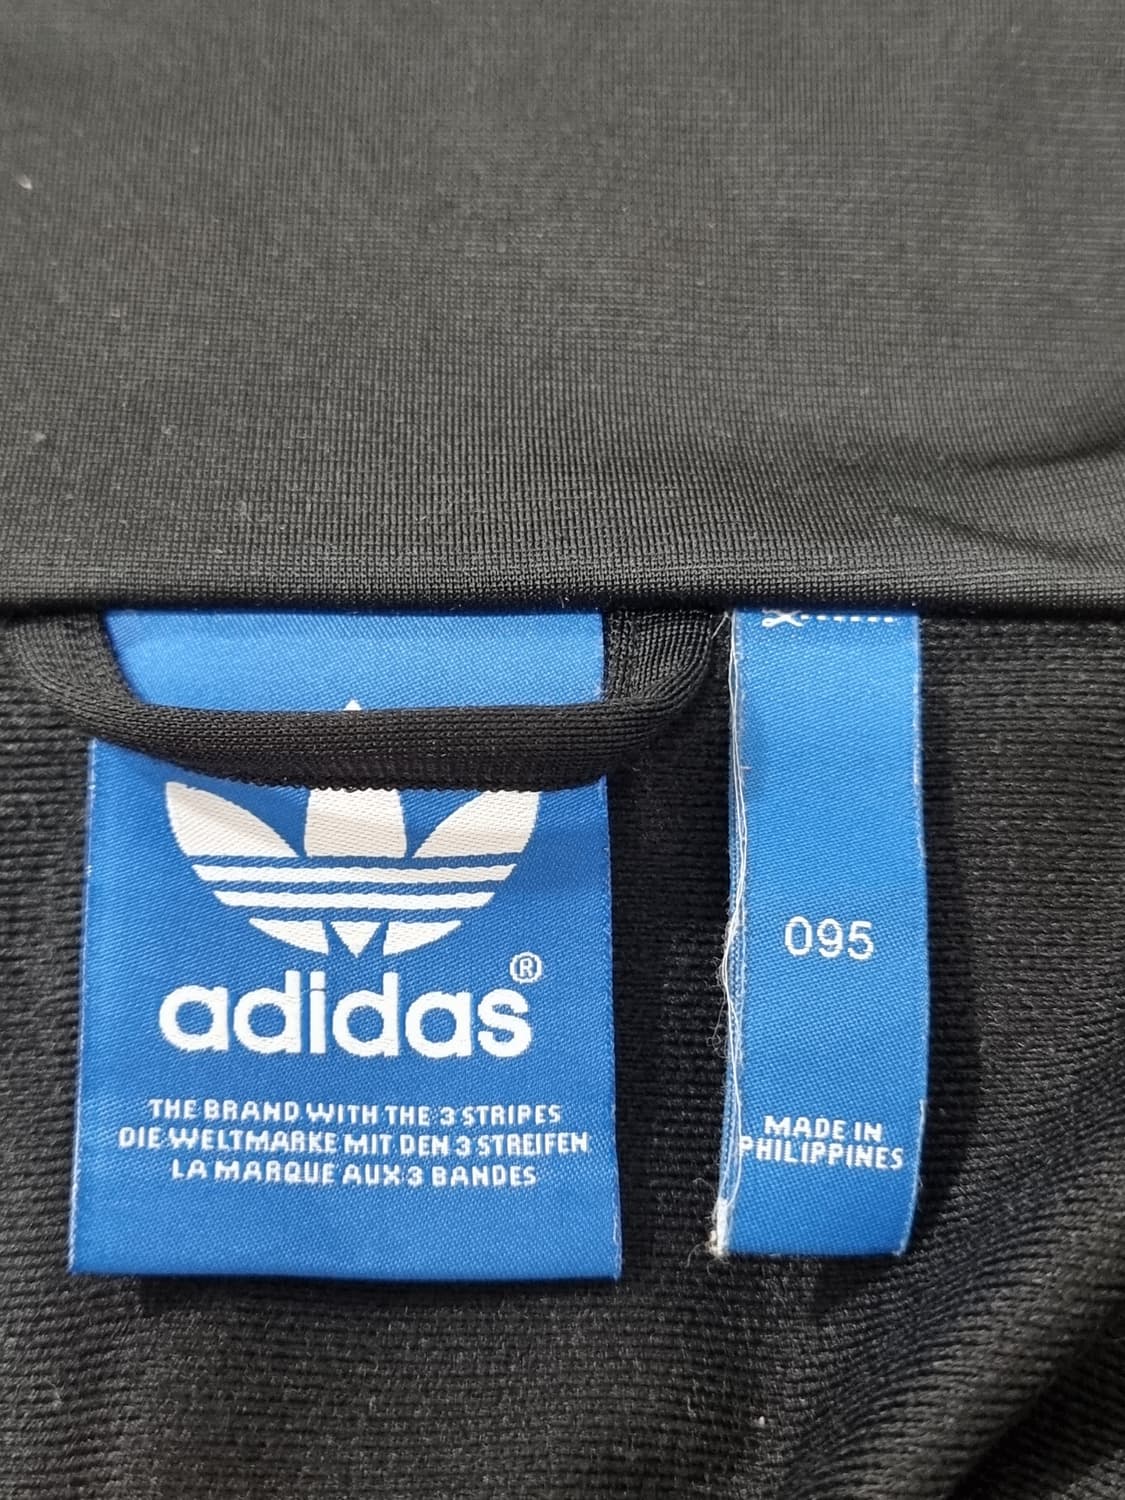 adidas®
THE BRAND WITH THE 3 STRIPES
DIE WELTMARKE MIT DEN 3 STREIFEN
LA MARQUE AUX 3 BANDES
095
MADE IN
PHILIPPINES